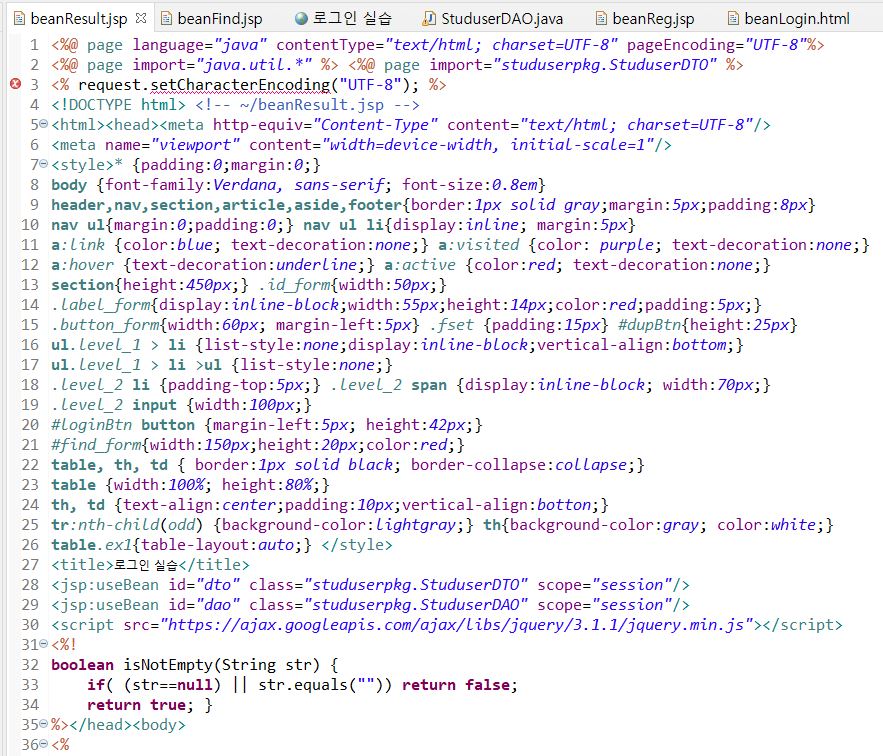 beanResult.jsp beanFind.jsp 로그인 실습 StuduserDAO.java beanReg.jsp beanLogin.html
1 <%@ page language="java" contentType="text/html; charset=UTF-8" pageEncoding="UTF-8"%>
2 <%@ page import="java.util.*" %> <%@ page import="studuserpkg.StuduserDTO" %>
3 <% request.setCharacterEncoding("UTF-8"); %>
4 <!DOCTYPE html> <!-- ~/beanResult.jsp -->
5 <html><head><meta http-equiv="Content-Type" content="text/html; charset=UTF-8"/>
6 <meta name="viewport" content="width=device-width, initial-scale=1"/>
7 <style>* {padding:0;margin:0;}
8 body {font-family:Verdana, sans-serif; font-size:0.8em}
9 header,nav,section,article,aside,footer{border:1px solid gray;margin:5px;padding:8px}
10 nav ul{margin:0;padding:0;} nav ul li{display:inline; margin:5px}
11 a:link {color:blue; text-decoration:none;} a:visited {color: purple; text-decoration:none;}
12 a:hover {text-decoration:underline;} a:active {color:red; text-decoration:none;}
13 section{height:450px;} .id_form{width:50px;}
14 .label_form{display:inline-block;width:55px;height:14px;color:red;padding:5px;}
15 .button_form{width:60px; margin-left:5px} .fset {padding:15px} #dupBtn{height:25px}
16 ul.level_1 > li {list-style:none;display:inline-block;vertical-align:bottom;}
17 ul.level_1 > li >ul {list-style:none;}
18 .level_2 li {padding-top:5px;} .level_2 span {display:inline-block; width:70px;}
19 .level_2 input {width:100px;}
20 #loginBtn button {margin-left:5px; height:42px;}
21 #find_form{width:150px;height:20px;color:red;}
22 table, th, td { border:1px solid black; border-collapse:collapse;}
23 table {width:100%; height:80%;}
24 th, td {text-align:center;padding:10px;vertical-align:botton;}
25 tr:nth-child(odd) {background-color:lightgray;} th{background-color:gray; color:white;}
26 table.ex1{table-layout:auto;} </style>
27 <title>로그인 실습</title>
28 <jsp:useBean id="dto" class="studuserpkg.StuduserDTO" scope="session"/>
29 <jsp:useBean id="dao" class="studuserpkg.StuduserDAO" scope="session"/>
30 <script src="https://ajax.googleapis.com/ajax/libs/jquery/3.1.1/jquery.min.js"></script>
31 <%!
32 boolean isNotEmpty(String str) {
33 if( (str==null) || str.equals("")) return false;
34 return true; }
35 %></head><body>
36 <%